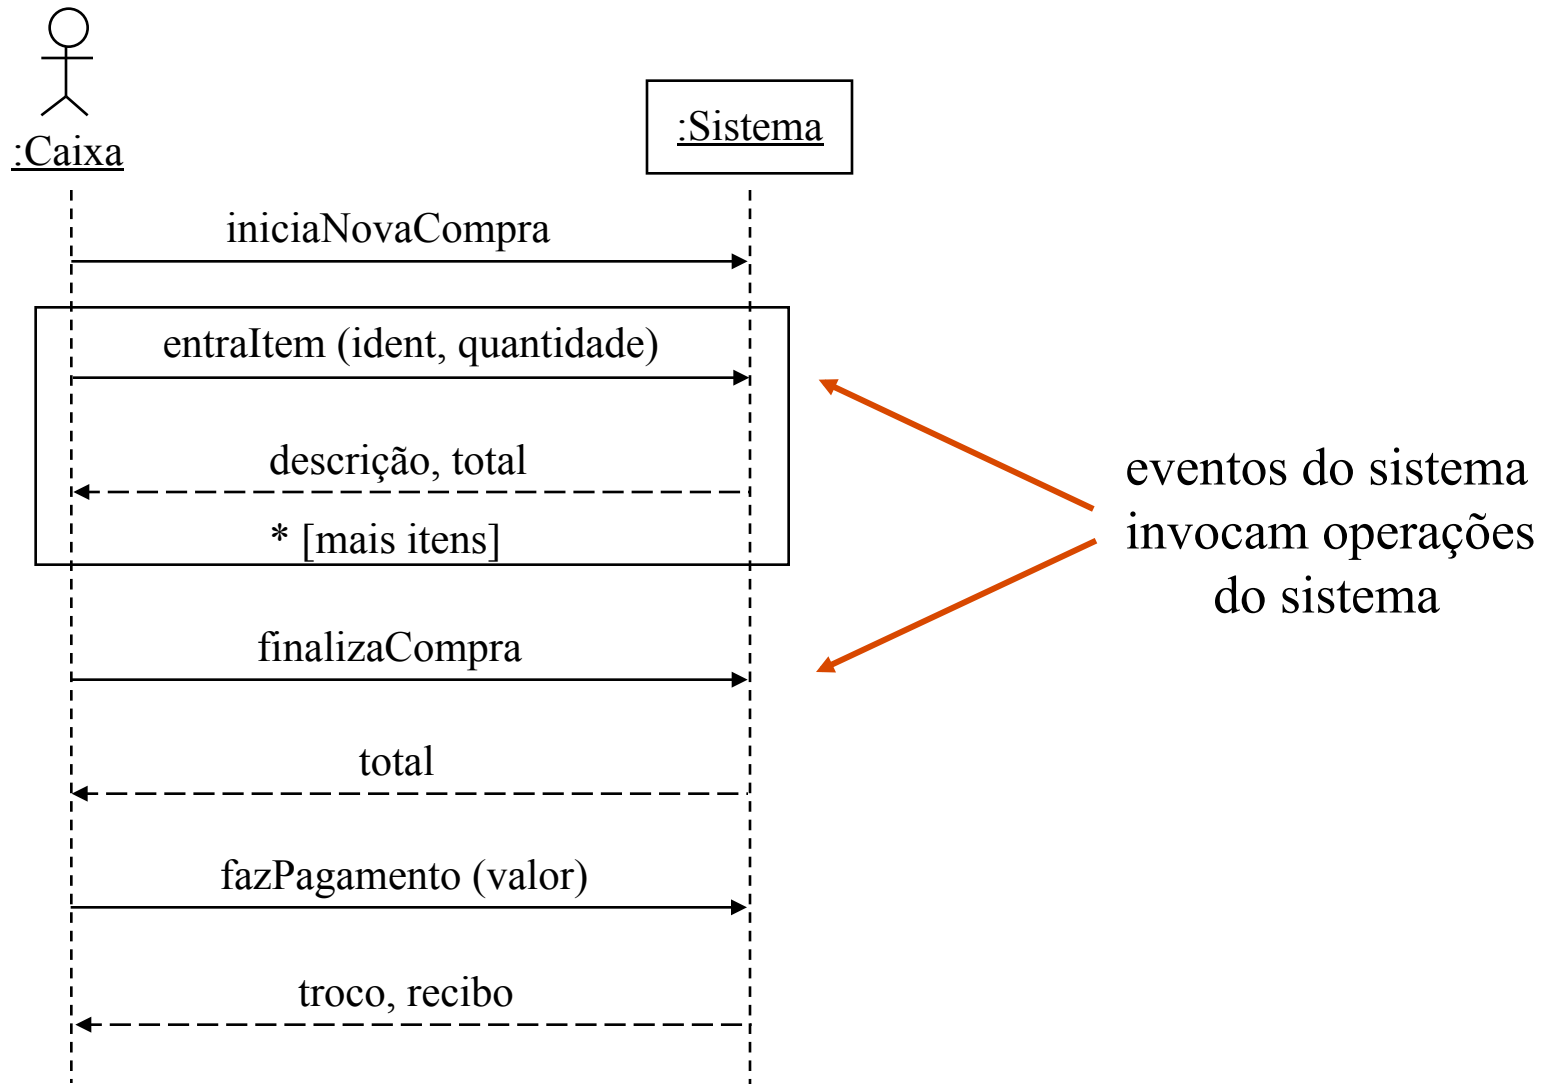 :Caixa
:Sistema
iniciaNovaCompra
entraItem (ident, quantidade)
descrição, total
* [mais itens]
finalizaCompra
total
fazPagamento (valor)
troco, recibo
eventos do sistema
invocam operações
do sistema